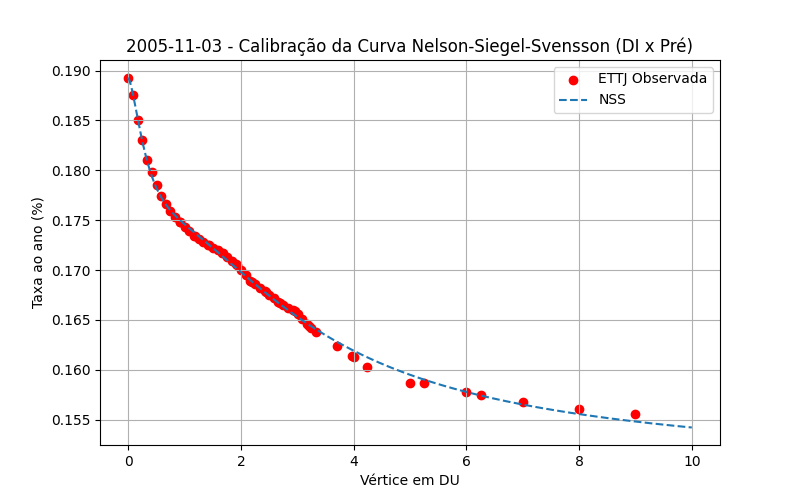 2005-11-03 - Calibração da Curva Nelson-Siegel-Svensson (DI x Pré)
ETTJ Observada
NSS
Taxa ao ano (%)
0.190
0.185
0.180
0.175
0.170
0.165
0.160
0.155
0 2 4 6 8 10
Vértice em DU